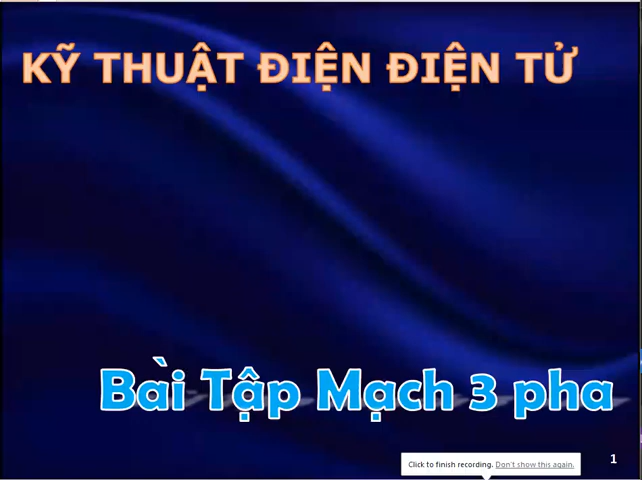 KỸ THUẬT ĐIỆN ĐIỆN TỬ
Bài Tập Mạch 3 pha
Click to finish recording. Don't show this again.
1